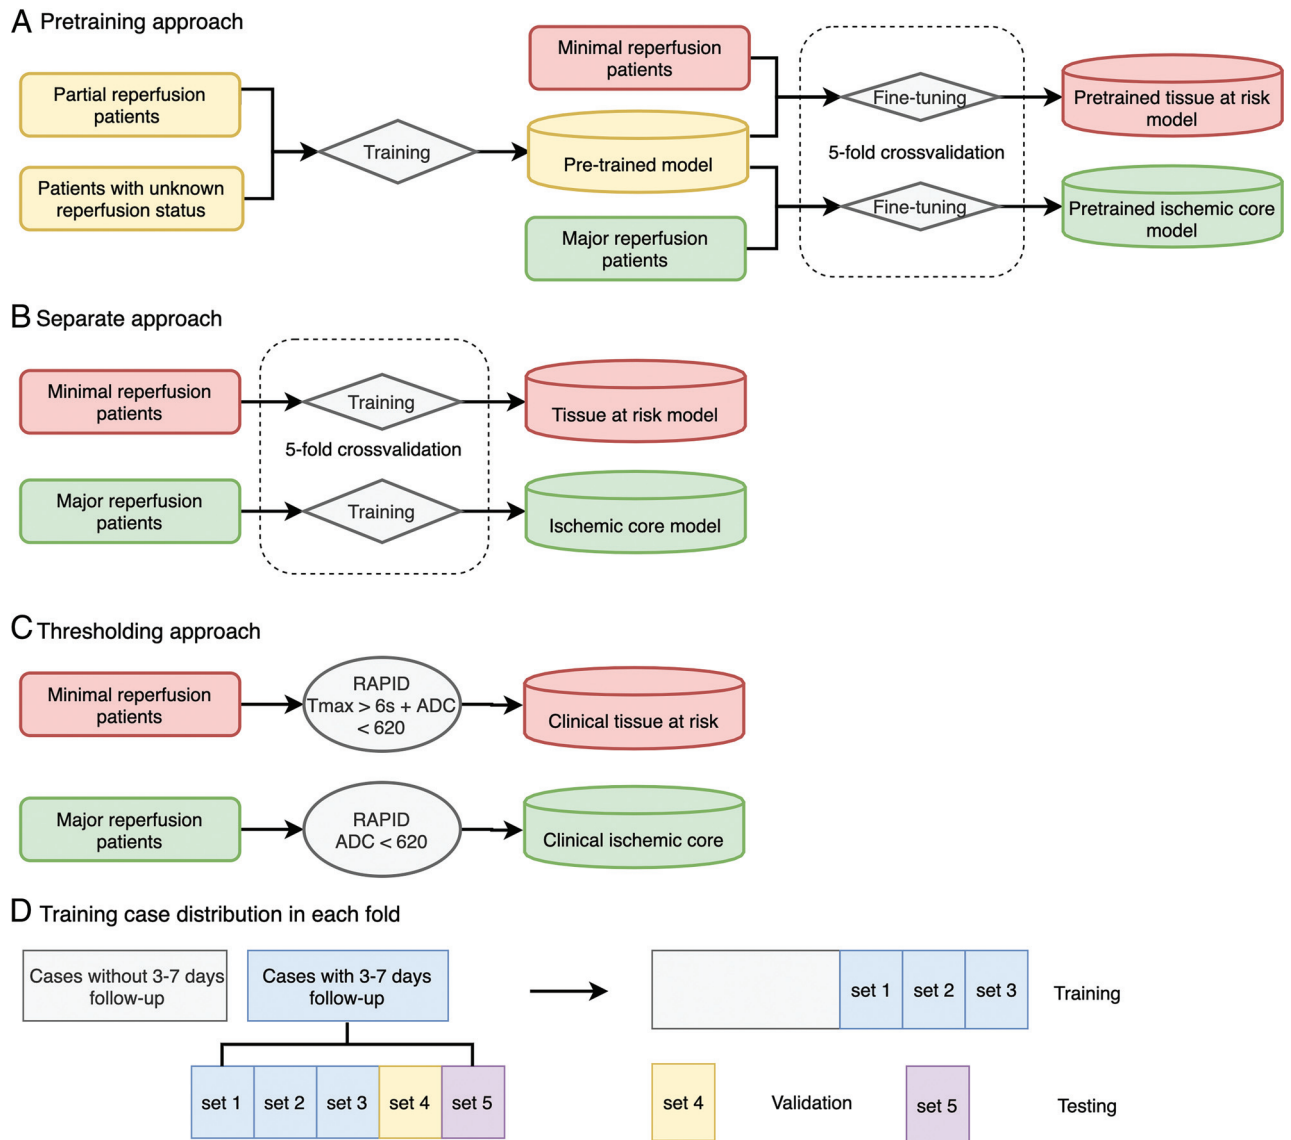 A Pretraining approach
Partial reperfusion
patients
Patients with unknown
reperfusion status
Training
Minimal reperfusion
patients
Pre-trained model
Major reperfusion
patients
Fine-tuning
5-fold crossvalidation
Fine-tuning
Pretrained tissue at risk
model
Pretrained ischemic core
model
B Separate approach
Minimal reperfusion
patients
Major reperfusion
patients
Training
5-fold crossvalidation
Training
Tissue at risk model
Ischemic core model
C Thresholding approach
Minimal reperfusion
patients
RAPID
Tmax > 6s + ADC
< 620
Clinical tissue at risk
Major reperfusion
patients
RAPID
ADC < 620
Clinical ischemic core
D Training case distribution in each fold
Cases without 3-7 days
follow-up
Cases with 3-7 days
follow-up
set 1 set 2 set 3 set 4 set 5
set 1 set 2 set 3 Training
set 4 Validation set 5 Testing